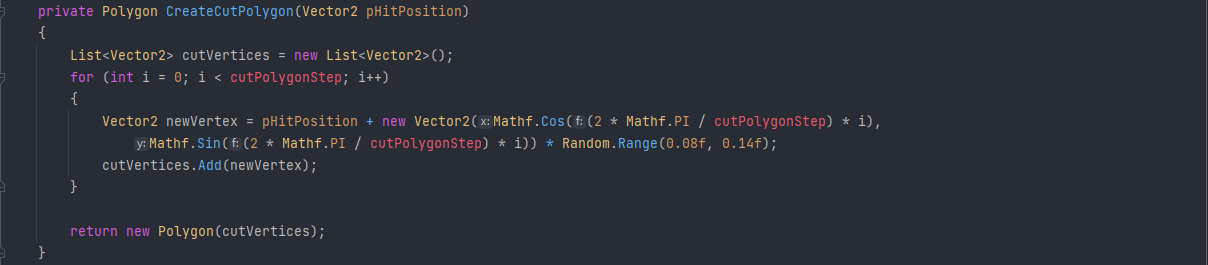 private Polygon CreateCutPolygon(Vector2 pHitPosition)
{
List<Vector2> cutVertices = new List<Vector2>();
for (int i = 0; i < cutPolygonStep; i++)
{
Vector2 newVertex = pHitPosition + new Vector2(x:Mathf.Cos(f:(2 * Mathf.PI / cutPolygonStep) * i),
y:Mathf.Sin(f:(2 * Mathf.PI / cutPolygonStep) * i)) * Random.Range(0.08f, 0.14f);
cutVertices.Add(newVertex);
}
return new Polygon(cutVertices);
}